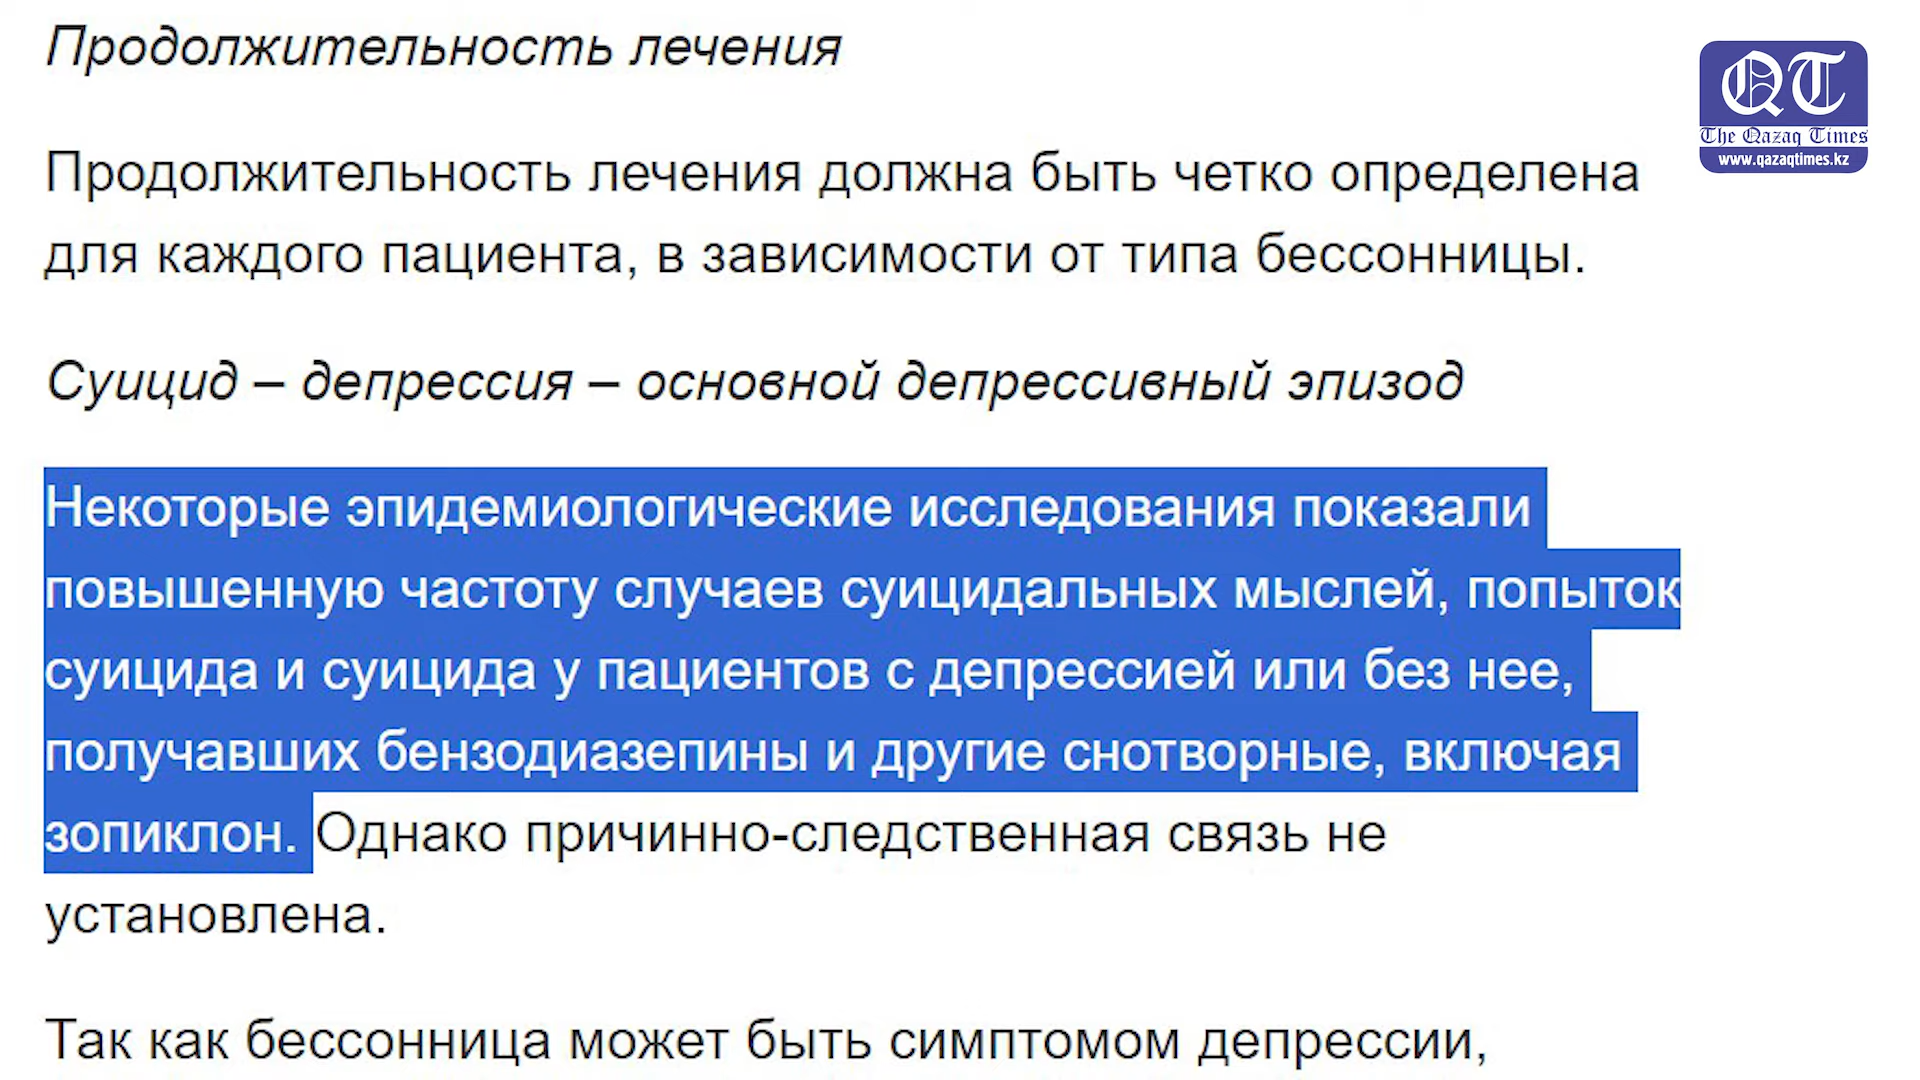 Продолжительность лечения
QT
The Qazaq Times
www.qazaqtimes.kz
Продолжительность лечения должна быть четко определена
для каждого пациента, в зависимости от типа бессонницы.
Суицид – депрессия – основной депрессивный эпизод
Некоторые эпидемиологические исследования показали
повышенную частоту случаев суицидальных мыслей, попыток
суицида и суицида у пациентов с депрессией или без нее,
получавших бензодиазепины и другие снотворные, включая
зопиклон. Однако причинно-следственная связь не
установлена.
Так как бессонница может быть симптомом депрессии,